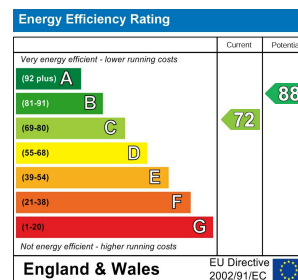 Energy Efficiency Rating
Current Potentia
Very energy efficient - lower running costs
(92 plus) A
(81-91) B
(69-80) C
(55-68) D
(39-54) E
(21-38) F
(1-20) G
72
88
Not energy efficient - higher running costs
England & Wales
EU Directive
2002/91/EC